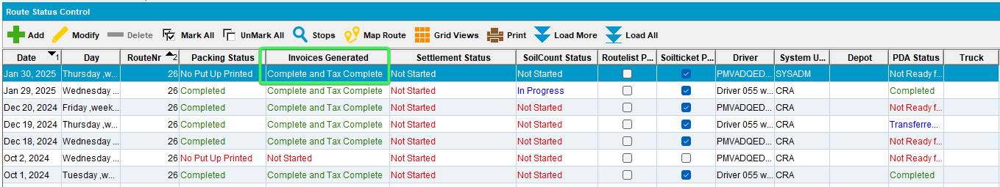 Route Status Control
Add Modify Delete Mark All UnMark All Stops Map Route Grid Views Print Load More Load All
Date 1 Day RouteNr 2 Packing Status Invoices Generated Settlement Status SoilCount Status Routelist P... Soilticket P... Driver System U... Depot PDA Status Truck
Jan 30, 2025 Thursday ,w... 26 No Put Up Printed Complete and Tax Complete Not Started Not Started PMVADQED... SYSADM Not Ready f...
Jan 29, 2025 Wednesday ... 26 Completed Complete and Tax Complete Not Started In Progress Driver 055 w... CRA Completed
Dec 20, 2024 Friday ,week... 26 Completed Complete and Tax Complete Not Started Not Started PMVADQED... CRA Not Ready f...
Dec 19, 2024 Thursday ,w... 26 Completed Complete and Tax Complete Not Started Not Started Driver 055 w... CRA Transferre...
Dec 18, 2024 Wednesday ... 26 Completed Complete and Tax Complete Not Started Not Started PMVADQED... CRA Not Ready f...
Oct 2, 2024 Wednesday ... 26 No Put Up Printed Not Started Not Started Not Started PMVADQED... CRA Not Ready f...
Oct 1, 2024 Tuesday ,w... 26 Completed Complete and Tax Complete Not Started Not Started Driver 055 w... CRA Completed